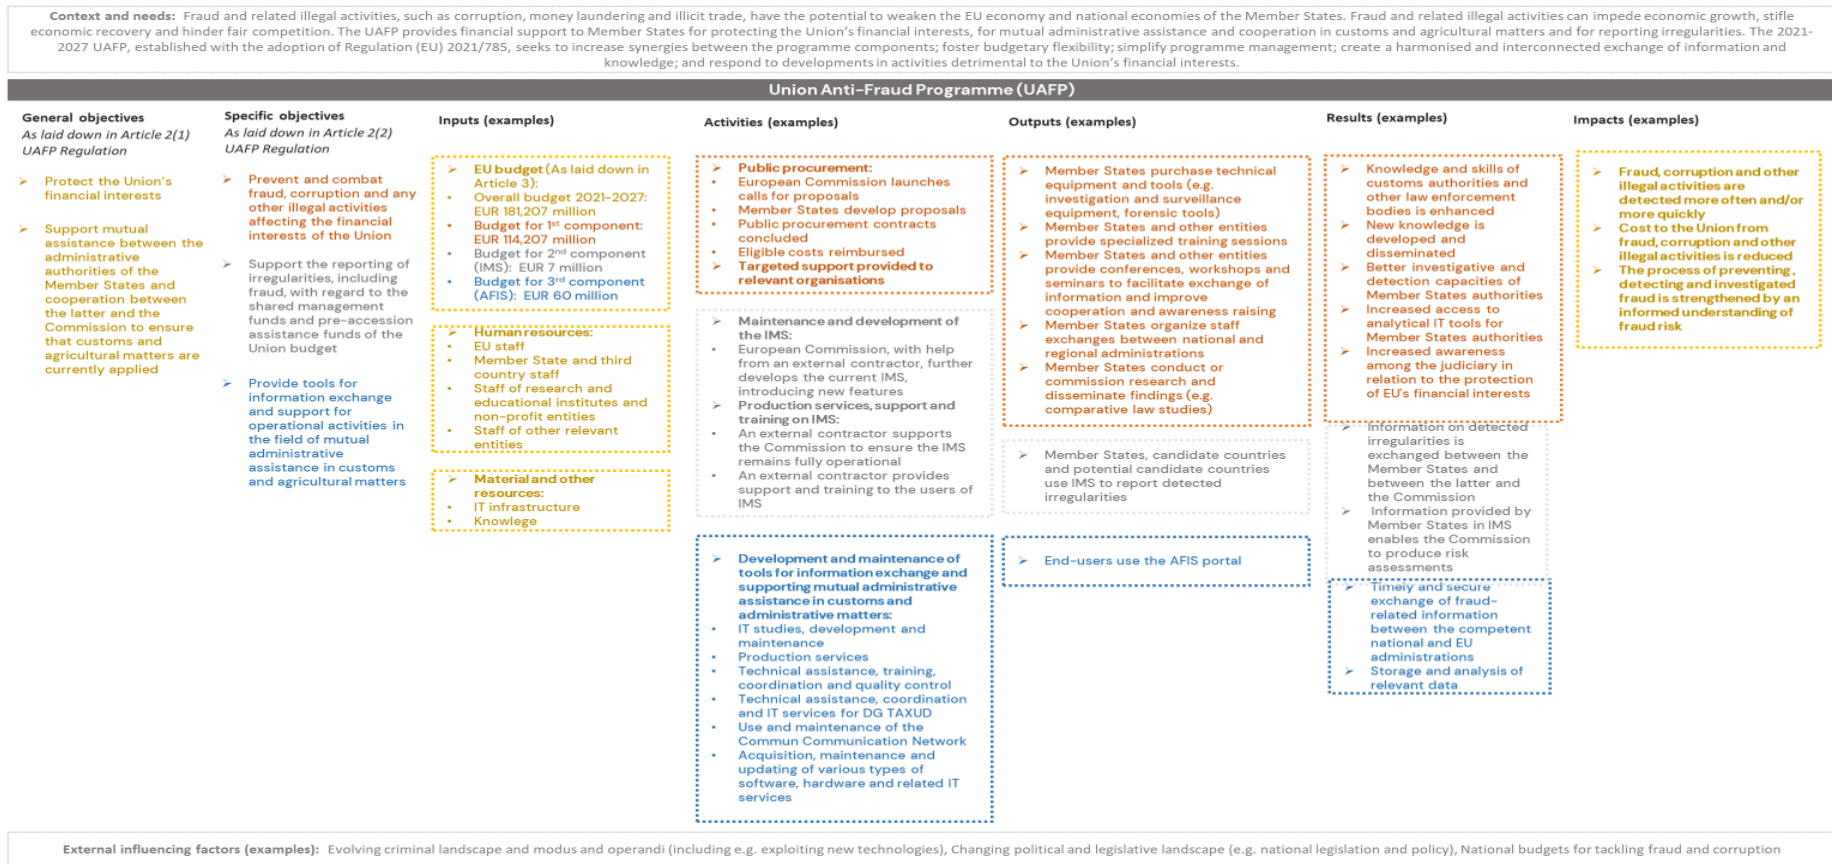 Context and needs: Fraud and related illegal activities, such as corruption, money laundering and illicit trade, have the potential to weaken the EU economy and national economies of the Member States. Fraud and related illegal activities can impede economic growth, stifle
economic recovery and hinder fair competition. The UAFP provides financial support to Member States for protecting the Union's financial interests, for mutual administrative assistance and cooperation in customs and agricultural matters and for reporting irregularities. The 2021-
2027 UAFP, established with the adoption of Regulation (EU) 2021/785, seeks to increase synergies between the programme components; foster budgetary flexibility; simplify programme management; create a harmonised and interconnected exchange of information and
knowledge; and respond to developments in activities detrimental to the Union's financial interests.
Union Anti-Fraud Programme (UAFP)
General objectives
As laid down in Article 2(1)
UAFP Regulation
➢ Protect the Union's
financial interests
➢ Support mutual
assistance between the
administrative
authorities of the
Member States and
cooperation between
the latter and the
Commission to ensure
that customs and
agricultural matters are
currently applied
Specific objectives
As laid down in Article 2(2)
UAFP Regulation
➢ Prevent and combat
fraud, corruption and any
other illegal activities
affecting the financial
interests of the Union
➢ Support the reporting of
irregularities, including
fraud, with regard to the
shared management
funds and pre-accession
assistance funds of the
Union budget
➢ Provide tools for
information exchange
and support for
operational activities in
the field of mutual
administrative
assistance in customs
and agricultural matters
Inputs (examples)
➢ EU budget (As laid down in
Article 3):
• Overall budget 2021-2027:
EUR 181,207 million
• Budget for 1st component:
EUR 114,207 million
• Budget for 2nd component
(IMS): EUR 7 million
• Budget for 3rd component
(AFIS): EUR 60 million
➢ Human resources:
• EU staff
• Member State and third
country staff
• Staff of research and
educational institutes and
non-profit entities
• Staff of other relevant
entities
➢ Material and other
resources:
• IT infrastructure
• Knowlege
Activities (examples)
➢ Public procurement:
• European Commission launches
calls for proposals
• Member States develop proposals
• Public procurement contracts
concluded
• Eligible costs reimbursed
➢ Targeted support provided to
relevant organisations
➢ Maintenance and development of
the IMS:
• European Commission, with help
from an external contractor, further
develops the current IMS,
introducing new features
➢ Production services, support and
training on IMS:
• An external contractor supports
the Commission to ensure the IMS
remains fully operational
• An external contractor provides
support and training to the users of
IMS
➢ Development and maintenance of
tools for information exchange and
supporting mutual administrative
assistance in customs and
administrative matters:
• IT studies, development and
maintenance
• Production services
• Technical assistance, training,
coordination and quality control
• Technical assistance, coordination
and IT services for DG TAXUD
• Use and maintenance of the
Commun Communication Network
• Acquisition, maintenance and
updating of various types of
software, hardware and related IT
services
Outputs (examples)
➢ Member States purchase technical
equipment and tools (e.g.
investigation and surveillance
equipment, forensic tools)
➢ Member States and other entities
provide specialized training sessions
➢ Member States and other entities
provide conferences, workshops and
seminars to facilitate exchange of
information and improve
cooperation and awareness raising
➢ Member States organize staff
exchanges between national and
regional administrations
➢ Member States conduct or
commission research and
disseminate findings (e.g.
comparative law studies)
➢ Member States, candidate countries
and potential candidate countries
use IMS to report detected
irregularities
➢ End-users use the AFIS portal
Results (examples)
➢ Knowledge and skills of
customs authorities and
other law enforcement
bodies is enhanced
➢ New knowledge is
developed and
disseminated
➢ Better investigative and
detection capacities of
Member States authorities
➢ Increased access to
analytical IT tools for
Member States authorities
➢ Increased awareness
among the judiciary in
relation to the protection
of EU's financial interests
➢ Information on detected
irregularities is
exchanged between the
Member States and
between the latter and
the Commission
➢ Information provided by
Member States in IMS
enables the Commission
to produce risk
assessments
➢ Timely and secure
exchange of fraud-
related information
between the competent
national and EU
administrations
➢ Storage and analysis of
relevant data
Impacts (examples)
➢ Fraud, corruption and other
illegal activities are
detected more often and/or
more quickly
➢ Cost to the Union from
fraud, corruption and other
illegal activities is reduced
➢ The process of preventing,
detecting and investigated
fraud is strengthened by an
informed understanding of
fraud risk
External influencing factors (examples): Evolving criminal landscape and modus and operandi (including e.g. exploiting new technologies), Changing political and legislative landscape (e.g. national legislation and policy), National budgets for tackling fraud and corruption